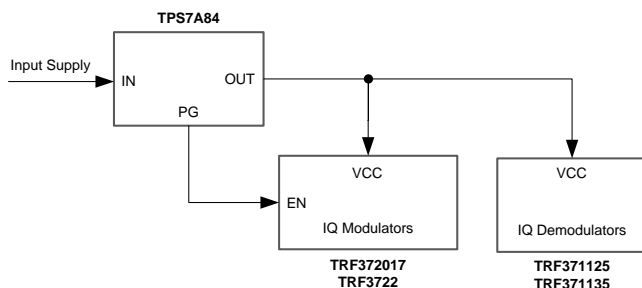 TPS7A84
Input Supply
IN
OUT
PG
VCC
VCC
EN
IQ Modulators
IQ Demodulators
TRF372017
TRF3722
TRF371125
TRF371135